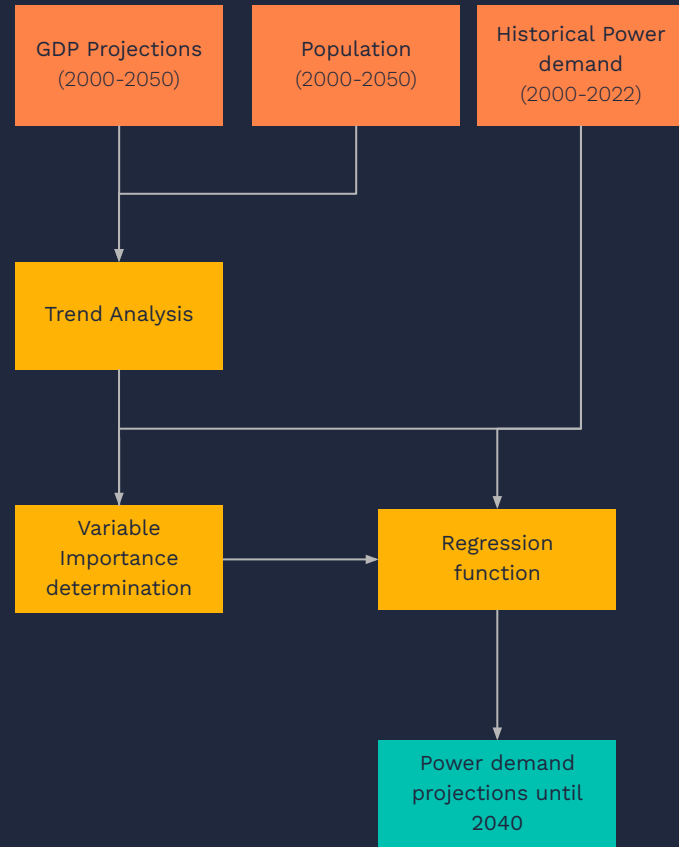 GDP Projections
(2000-2050)
Population
(2000-2050)
Historical Power
demand
(2000-2022)
Trend Analysis
Variable
Importance
determination
Regression
function
Power demand
projections until
2040